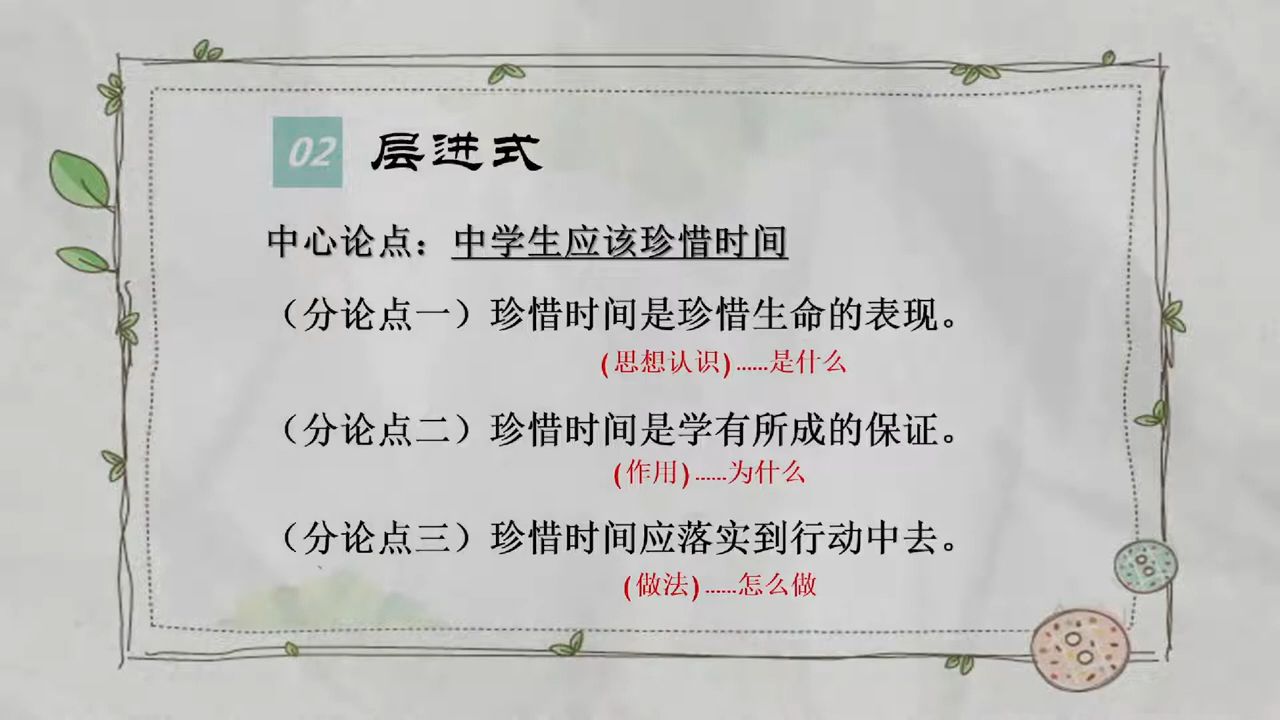 02 层进式
中心论点：中学生应该珍惜时间
（分论点一）珍惜时间是珍惜生命的表现。
(思想认识)......是什么
（分论点二）珍惜时间是学有所成的保证。
(作用)......为什么
（分论点三）珍惜时间应落实到行动中去。
(做法)......怎么做